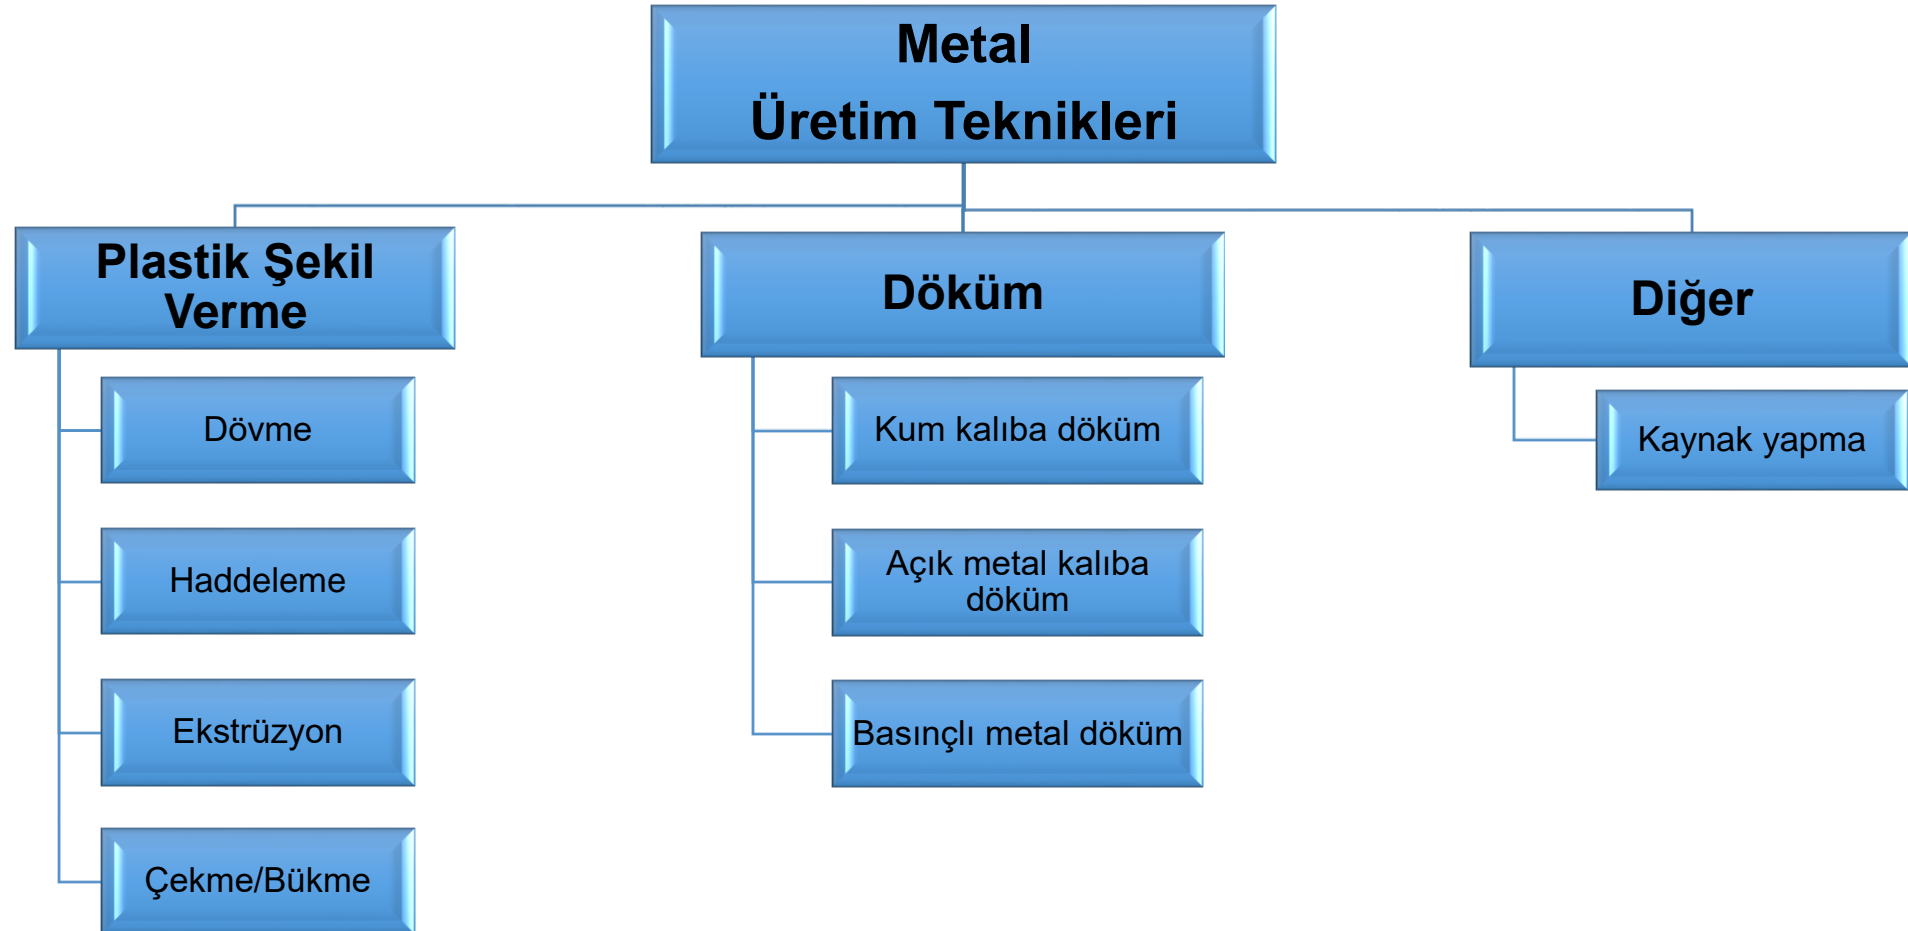 Metal
Üretim Teknikleri
Plastik Şekil
Verme
Dövme
Haddeleme
Ekstrüzyon
Çekme/Bükme
Döküm
Kum kalıba döküm
Açık metal kalıba
döküm
Basınçlı metal döküm
Diğer
Kaynak yapma